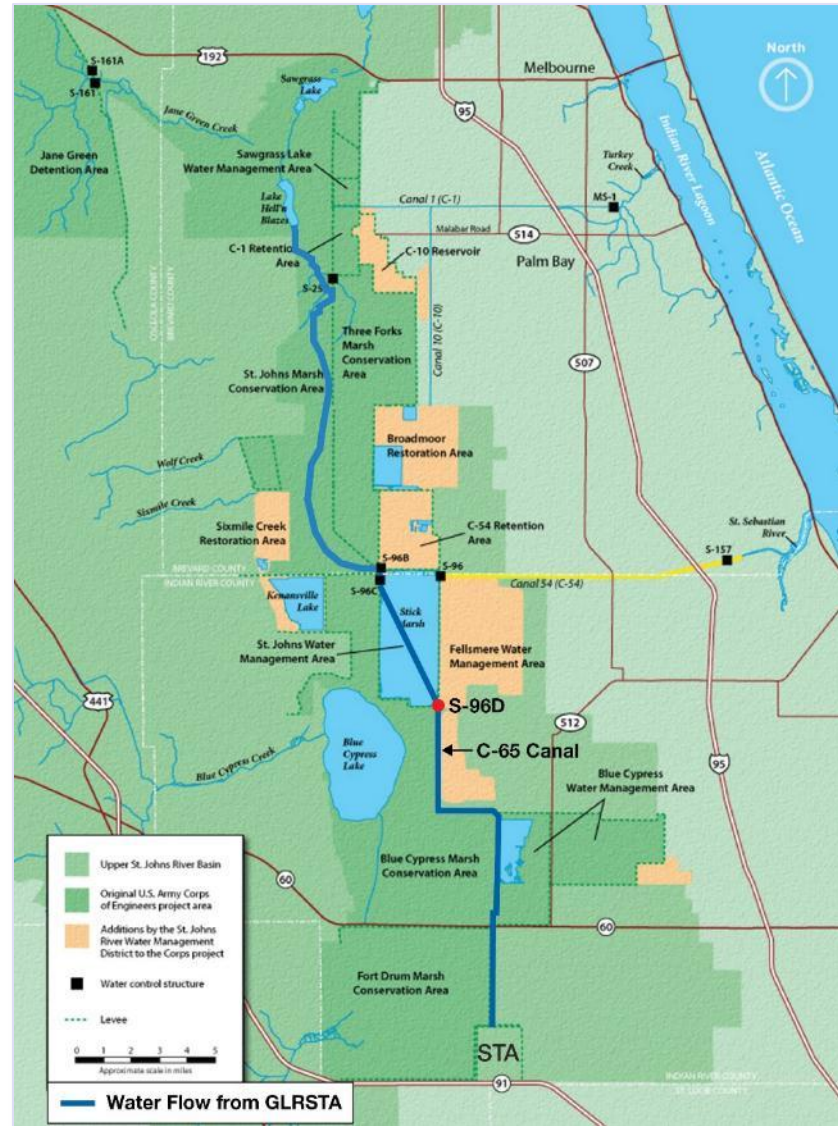 192
S-161A
S-161
Jane Green
Detention Area
Jane Green Creek
Sawgrass
Lake
Sawgrass Lake
Water Management Area
Melbourne
North
95
Indian River Lagoon
Atlantic Ocean
Turkey
Creek
MS-1
Lake
Hell'n
Blazes
Canal 1 (C-1)
Malabar Road
514
C-1 Retentio
Area
C-10 Reservoir
Palm Bay
OSCEOLA COUNTY
BREVARD COUNTY
S-25
Canal 10 (C-10)
Three Forks
Marsh
Conservation
Area
St. Johns Marsh
Conservation Area
507
Broadmoor
Restoration Area
Wolf Creek
Sixmile Creek
Sixmile Creek
Restoration Area
C-54 Retention
Area
St. Sebastian
River
S-157
BREVARD COUNTY
INDIAN RIVER COUNTY
S-96B
S-96C
S-96
Canal 54 (C-54)
Kenansville
Lake
Stick
Marsh
St. Johns Water
Management Area
Fellsmere Water
Management Area
441
S-96D
512
C-65 Canal
95
Blue
Cypress
Lake
Blue Cypress Creek
Blue Cypress
Water Management Area
Blue Cypress Marsh
Conservation Area
60
60
Fort Drum Marsh
Conservation Area
STA
91
INDIAN RIVER COUNTY
ST. LUCIE COUNTY
Upper St. Johns River Basin
Original U.S. Army Corps
of Engineers project area
Additions by the St. Johns
River Water Management
District to the Corps project
Water control structure
Levee
0 1 2 3 4 5
Approximate scale in miles
Water Flow from GLRSTA